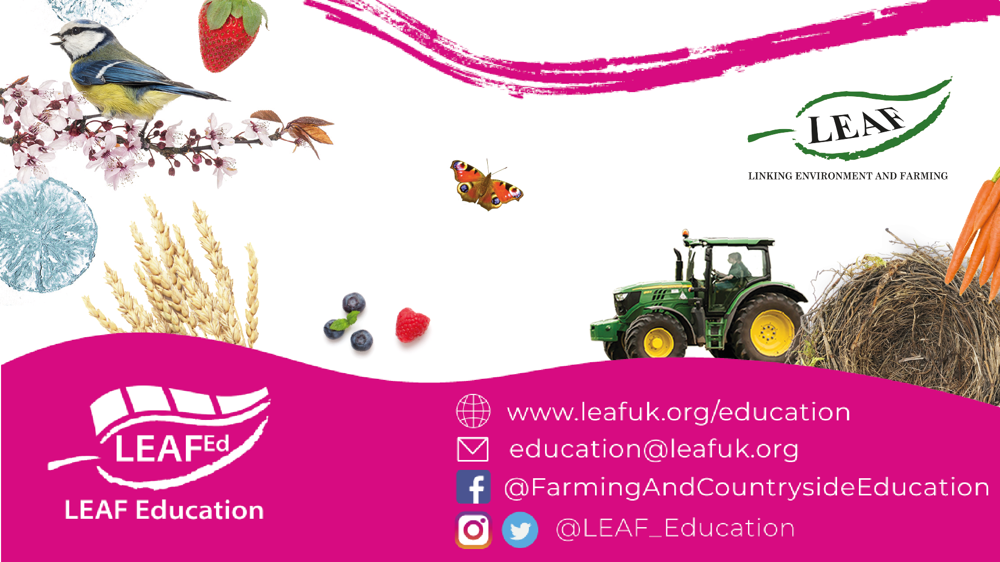 LEAF
LINKING ENVIRONMENT AND FARMING
LEAFEd
LEAF Education
www.leafuk.org/education
education@leafuk.org
@FarmingAndCountrysideEducation
@LEAF_Education